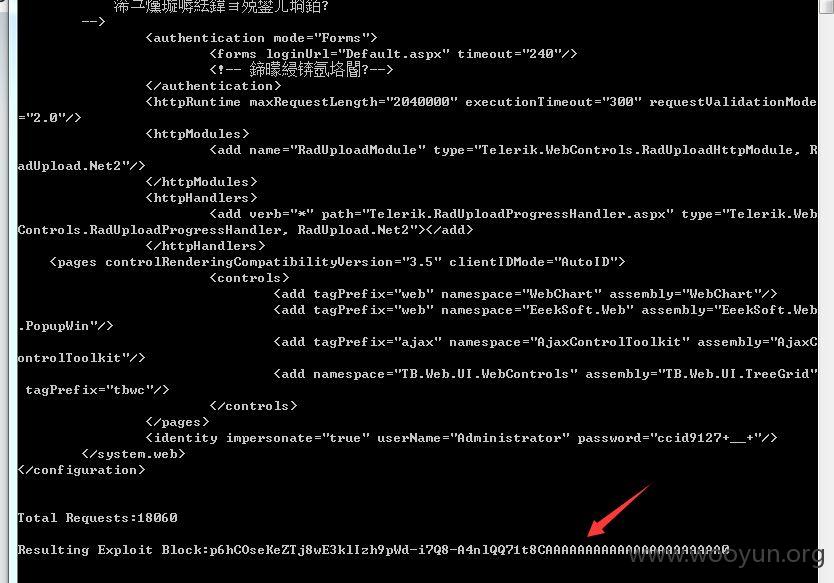 -->
<authentication mode="Forms">
<forms loginUrl="Default.aspx" timeout="240"/>
<!--
</authentication>
<httpRuntime maxRequestLength="2040000" executionTimeout="300" requestValidationMode
="2.0"/>
<httpModules>
<add name="RadUploadModule" type="Telerik.WebControls.RadUploadHttpModule, R
adUpload.Net2"/>
</httpModules>
<httpHandlers>
<add verb="*" path="Telerik.RadUploadProgressHandler.aspx" type="Telerik.Web
Controls.RadUploadProgressHandler, RadUpload.Net2"></add>
</httpHandlers>
<pages controlRenderingCompatibilityVersion="3.5" clientIDMode="AutoID">
<controls>
<add tagPrefix="web" namespace="WebChart" assembly="WebChart"/>
<add tagPrefix="web" namespace="EeekSoft.Web" assembly="EeekSoft.Web
.PopupWin"/>
<add tagPrefix="ajax" namespace="AjaxControlToolkit" assembly="AjaxC
ontrolToolkit"/>
<add namespace="TB.Web.UI.WebControls" assembly="TB.Web.UI.TreeGrid"
tagPrefix="tbwc"/>
</controls>
</pages>
<identity impersonate="true" userName="Administrator" password="ccid9127+__+"/>
</system.web>
</configuration>
Total Requests:18060
Resulting Exploit Block:
www.wooyun.org